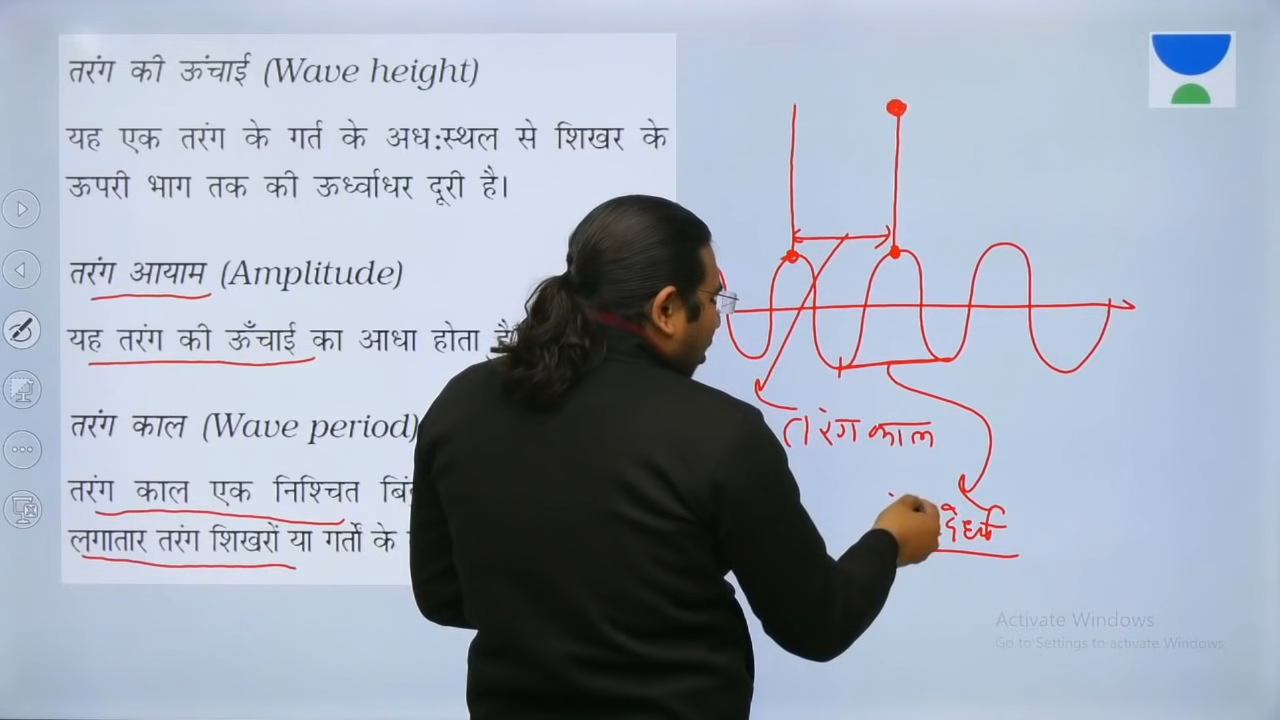 तरंग की ऊंचाई (Wave height)
यह एक तरंग के गर्त के अध:स्थल से शिखर के
ऊपरी भाग तक की ऊर्ध्वाधर दूरी है।
तरंग आयाम (Amplitude)
यह तरंग की ऊँचाई का आधा होता है
तरंग काल (Wave period)
तरंग काल एक निश्चित
लगातार तरंग शिखरों या गर्तों के
तरंग काल
Activate Windows
Go to Settings to activate Windows